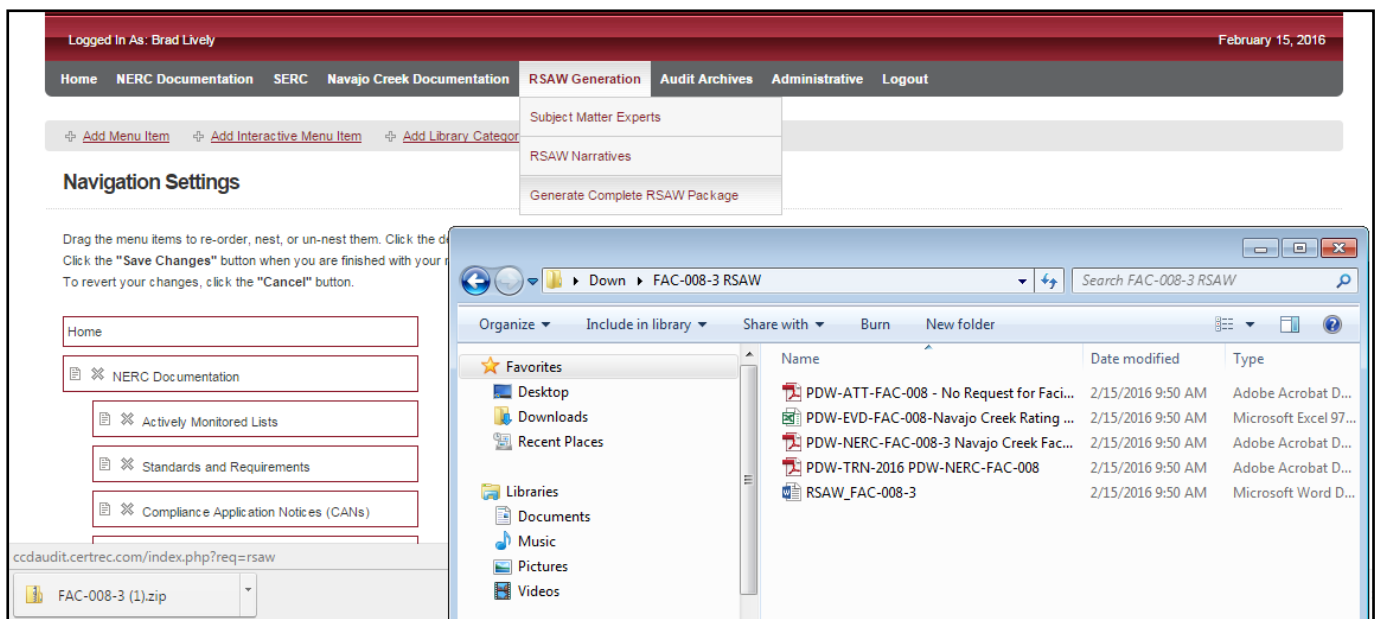 Logged In As: Brad Lively
February 15, 2016
Home NERC Documentation SERC Navajo Creek Documentation RSAW Generation Audit Archives Administrative Logout
Subject Matter Experts
RSAW Narratives
Generate Complete RSAW Package
Add Menu Item Add Interactive Menu Item Add Library Categor
Navigation Settings
Drag the menu items to re-order, nest, or un-nest them. Click the de
Click the "Save Changes" button when you are finished with your r
To revert your changes, click the "Cancel" button.
Home
NERC Documentation
Actively Monitored Lists
Standards and Requirements
Compliance Application Notices (CANs)
ccdaudit.certrec.com/index.php?req=rsaw
FAC-008-3 (1).zip
Down FAC-008-3 RSAW
Search FAC-008-3 RSAW
Organize Include in library Share with Burn New folder
Favorites
Desktop
Downloads
Recent Places
Libraries
Documents
Music
Pictures
Videos
Name Date modified Type
PDW-ATT-FAC-008 - No Request for Faci... 2/15/2016 9:50 AM Adobe Acrobat D...
PDW-EVD-FAC-008-Navajo Creek Rating ... 2/15/2016 9:50 AM Microsoft Excel 97...
PDW-NERC-FAC-008-3 Navajo Creek Fac... 2/15/2016 9:50 AM Adobe Acrobat D...
PDW-TRN-2016 PDW-NERC-FAC-008 2/15/2016 9:50 AM Adobe Acrobat D...
RSAW_FAC-008-3 2/15/2016 9:50 AM Microsoft Word D...